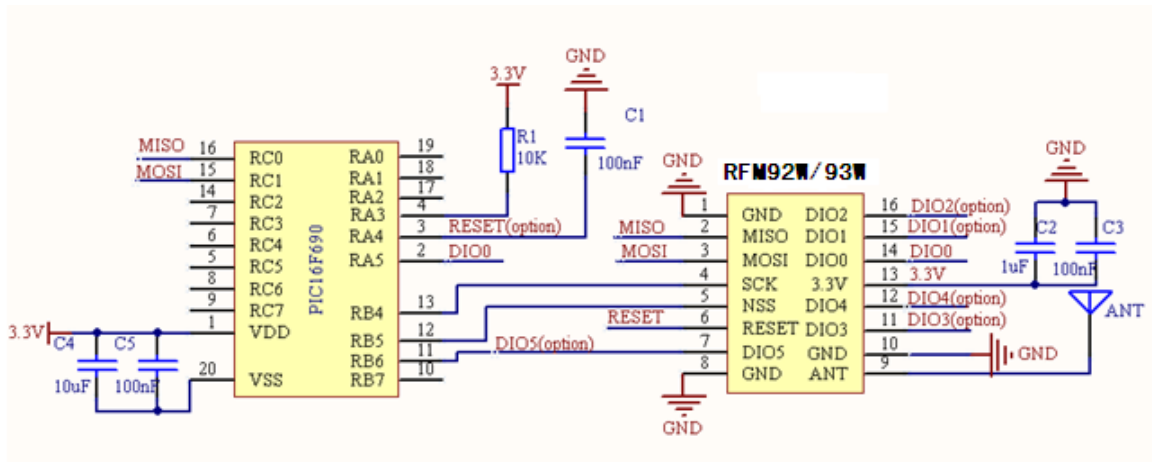 GND
3.3V
C1
R1
10K
100nF
MISO 16 RC0
MOSI 15 RC1
14 RC2
7 RC3
6 RC4
5 RC5
8 RC6
9 RC7
3.3V
1 VDD
20 VSS
C4 C5
10uF 100nF
PIC16F690
RA0 19
RA1 18
RA2 17
RA3 4
RA4 3 RESET(option)
RA5 2 DIO0
RB4 13
RB5 12
RB6 11 DIO5(option)
RB7 10
GND
RFM92W/93W
1 GND
MISO 2 MISO
MOSI 3 MOSI
4 SCK
5 NSS
RESET 6 RESET
7 DIO5
8 GND
GND
DIO2 16 DIO2(option)
DIO1 15 DIO1(option)
DIO0 14 DIO0
3.3V 13 3.3V
DIO4 12 DIO4(option)
DIO3 11 DIO3(option)
GND 10 GND
ANT 9
GND
C2 C3
1uF 100nF
ANT